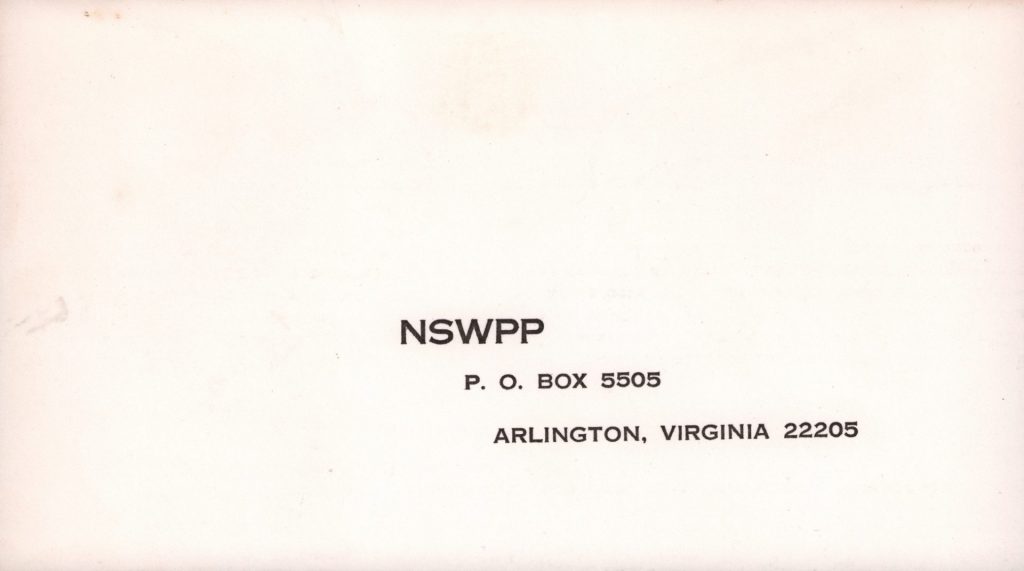 NSWPP
P. O. BOX 5505
ARLINGTON, VIRGINIA 22205